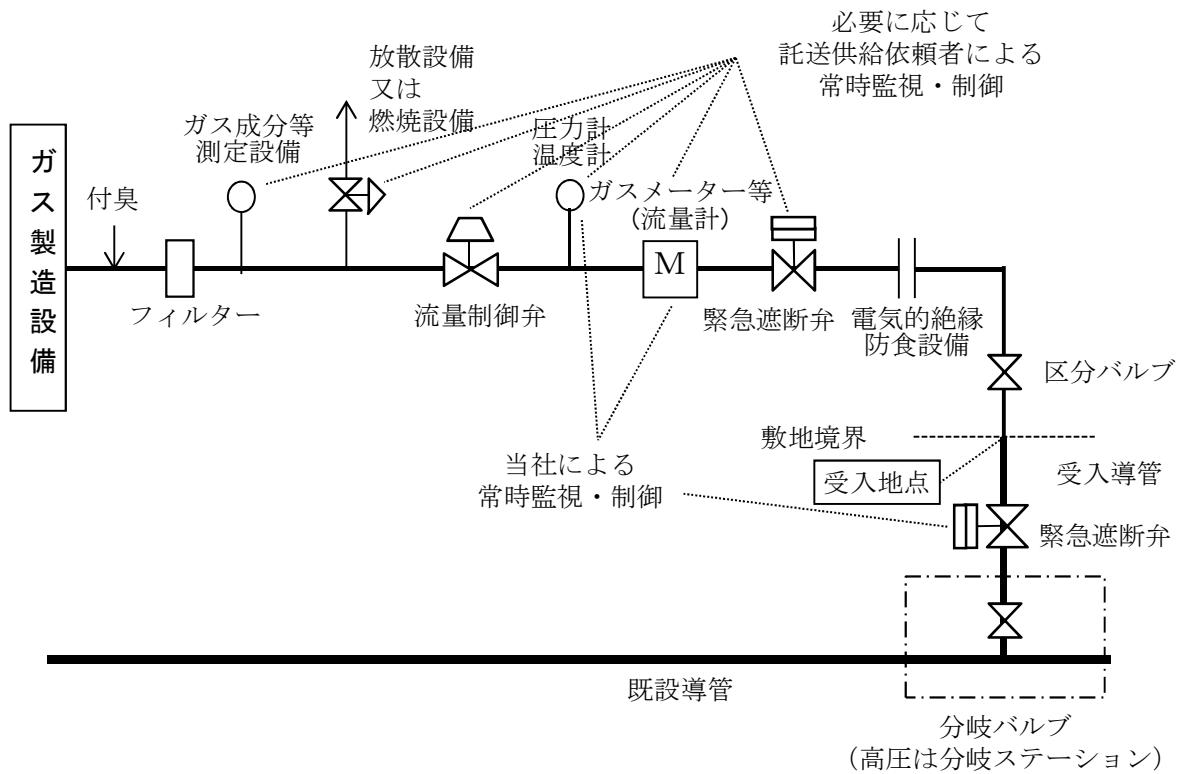 必要に応じて
託送供給依頼者による
常時監視・制御
放散設備
又は
燃焼設備
ガス成分等
測定設備
圧力計
温度計
ガスメーター等
（流量計）
ガス製造設備
付臭
M
フィルター
流量制御弁
緊急遮断弁
電気的絶縁
防食設備
区分バルブ
敷地境界
受入地点
受入導管
当社による
常時監視・制御
緊急遮断弁
既設導管
分岐バルブ
（高圧は分岐ステーション）